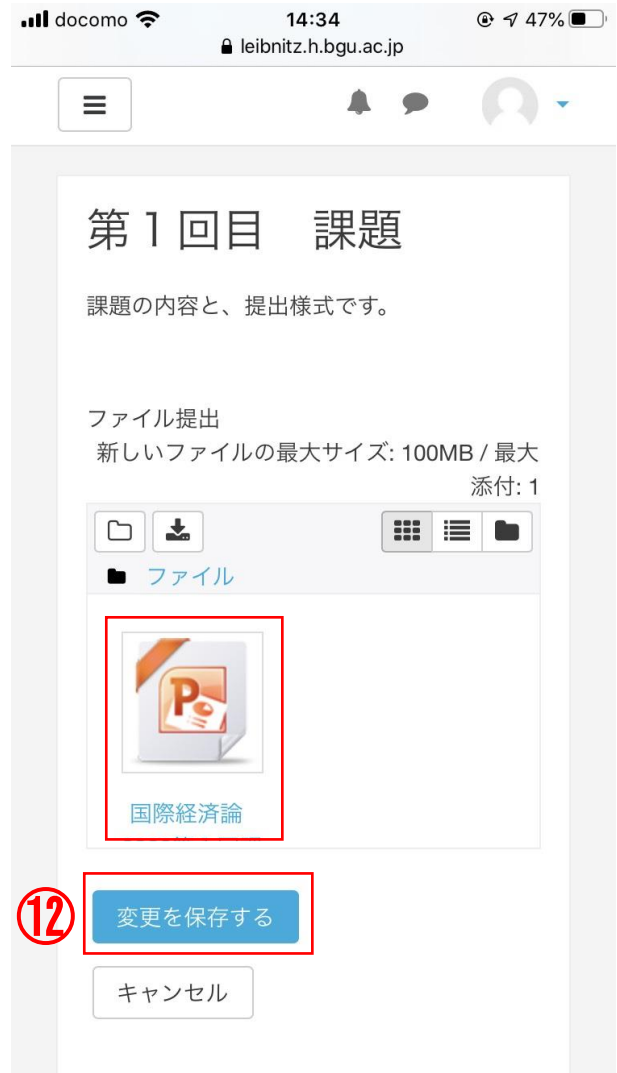 docomo 14:34 47%
leibnitz.h.bgu.ac.jp
第1回目 課題
課題の内容と、提出様式です。
ファイル提出
新しいファイルの最大サイズ: 100MB / 最大
添付: 1
ファイル
P
国際経済論
⑫
変更を保存する
キャンセル